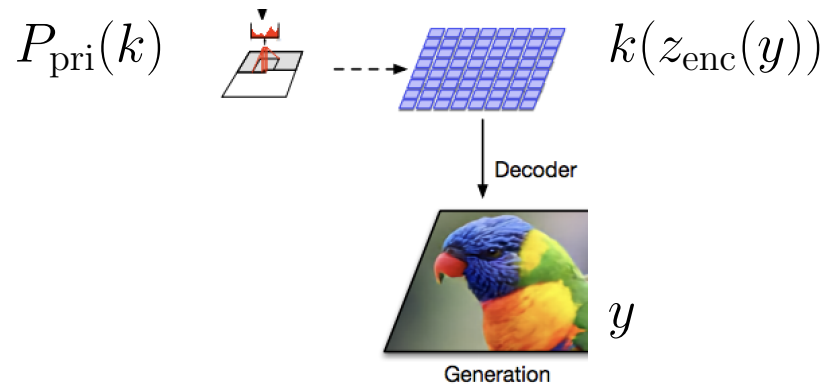 P_pri(k)
k(z_enc(y))
Decoder
y
Generation